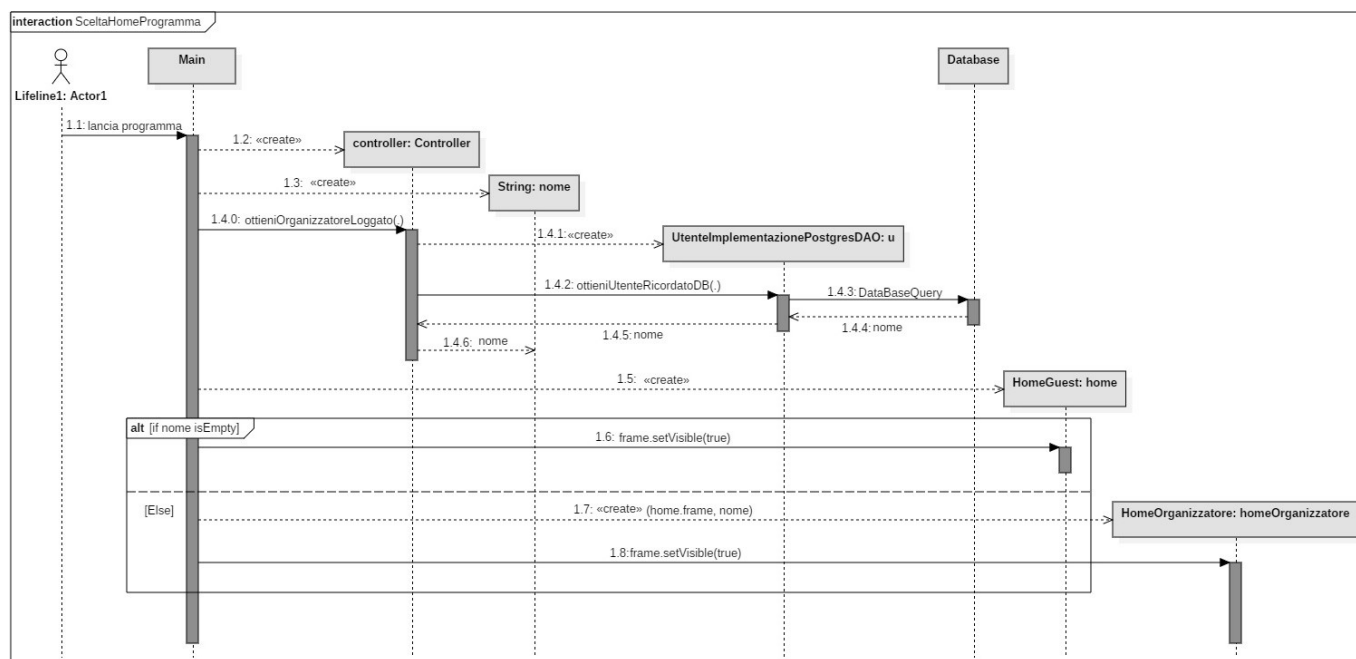 interaction SceltaHomeProgramma
Main
Database
Lifeline1: Actor1
1.1: lancia programma
1.2: «create»
controller: Controller
1.3: «create»
String: nome
1.4.0: ottieniOrganizzatoreLoggato(.)
1.4.1: «create»
UtenteImplementazionePostgresDAO: u
1.4.2: ottieniUtenteRicordatoDB(.)
1.4.3: DataBaseQuery
1.4.4: nome
1.4.5: nome
1.4.6: nome
1.5: «create»
HomeGuest: home
alt [if nome isEmpty]
1.6: frame.setVisible(true)
[Else]
1.7: «create» (home.frame, nome)
HomeOrganizzatore: homeOrganizzatore
1.8:frame.setVisible(true)